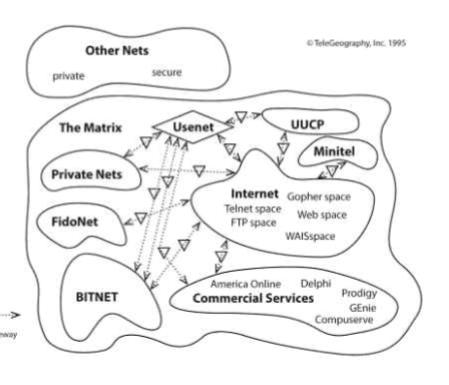 Other Nets
private
secure
© TeleGeography, Inc. 1995
The Matrix
Usenet
UUCP
Minitel
Private Nets
Internet
Gopher space
Telnet space
Web space
FTP space
WAISspace
FidoNet
America Online
Delphi
Prodigy
Commercial Services
GEnie
Compuserve
BITNET
eway